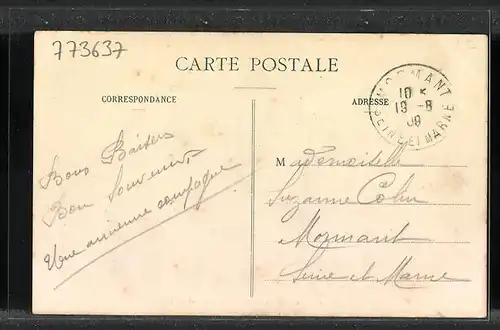 773637
CARTE POSTALE
CORRESPONDANCE
ADRESSE
MORMANT
10 *
19 -8
09
SEINE ET MARNE
Bons Baisers
Bon Souvenir
Une ancienne compagne
Mademoiselle
Suzanne Colin
Mormant
Seine et Marne